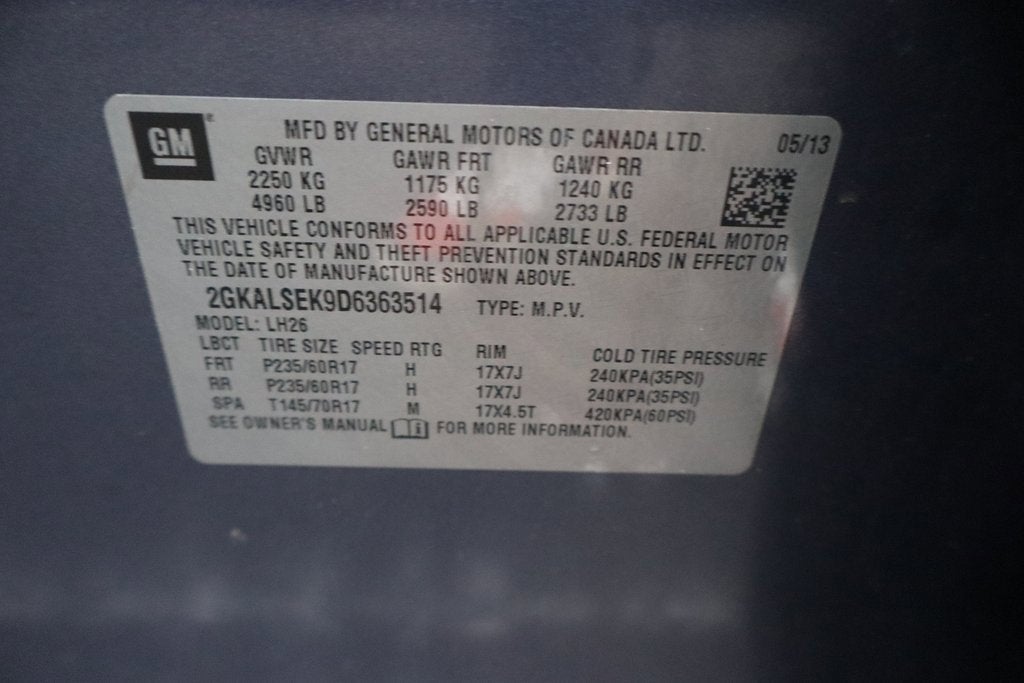 GM
MFD BY GENERAL MOTORS OF CANADA LTD. 05/13
GVWR GAWR FRT GAWR RR
2250 KG 1175 KG 1240 KG
4960 LB 2590 LB 2733 LB
THIS VEHICLE CONFORMS TO ALL APPLICABLE U.S. FEDERAL MOTOR
VEHICLE SAFETY AND THEFT PREVENTION STANDARDS IN EFFECT ON
THE DATE OF MANUFACTURE SHOWN ABOVE.
2GKALSEK9D6363514 TYPE: M.P.V.
MODEL: LH26
LBCT TIRE SIZE SPEED RTG RIM COLD TIRE PRESSURE
FRT P235/60R17 H 17X7J 240KPA(35PSI)
RR P235/60R17 H 17X7J 240KPA(35PSI)
SPA T145/70R17 M 17X4.5T 420KPA(60PSI)
SEE OWNER'S MANUAL i FOR MORE INFORMATION.